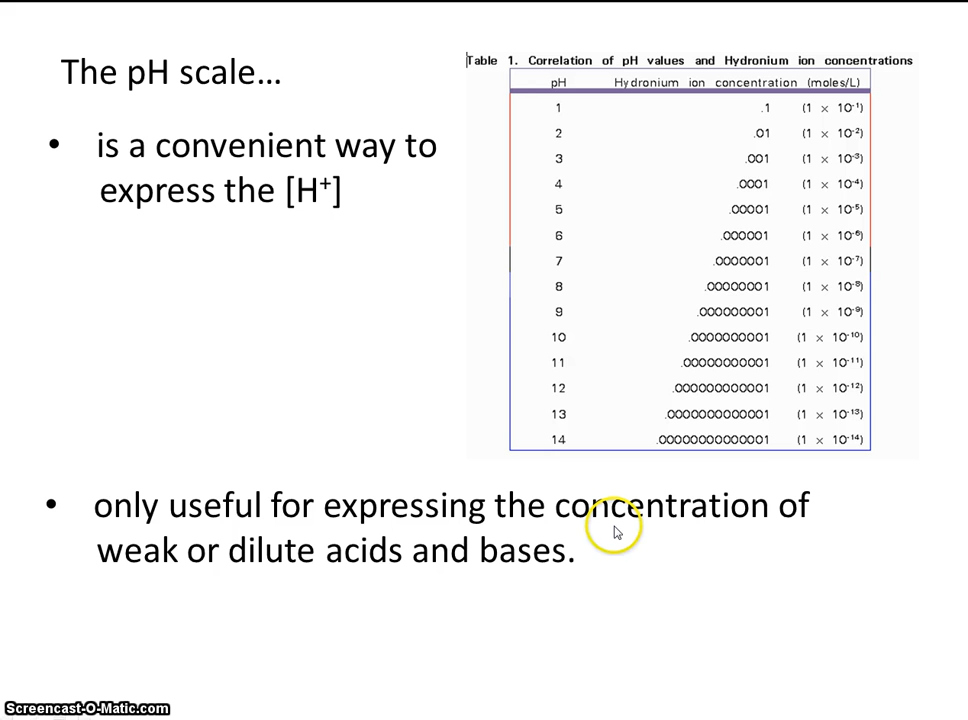 The pH scale…
• is a convenient way to
express the [H⁺]
Table 1. Correlation of pH values and Hydronium ion concentrations
pH Hydronium ion concentration (moles/L)
1 .1 (1 × 10⁻¹)
2 .01 (1 × 10⁻²)
3 .001 (1 × 10⁻³)
4 .0001 (1 × 10⁻⁴)
5 .00001 (1 × 10⁻⁵)
6 .000001 (1 × 10⁻⁶)
7 .0000001 (1 × 10⁻⁷)
8 .00000001 (1 × 10⁻⁸)
9 .000000001 (1 × 10⁻⁹)
10 .0000000001 (1 × 10⁻¹⁰)
11 .00000000001 (1 × 10⁻¹¹)
12 .000000000001 (1 × 10⁻¹²)
13 .0000000000001 (1 × 10⁻¹³)
14 .00000000000001 (1 × 10⁻¹⁴)
• only useful for expressing the concentration of
weak or dilute acids and bases.
Screencast-O-Matic.com